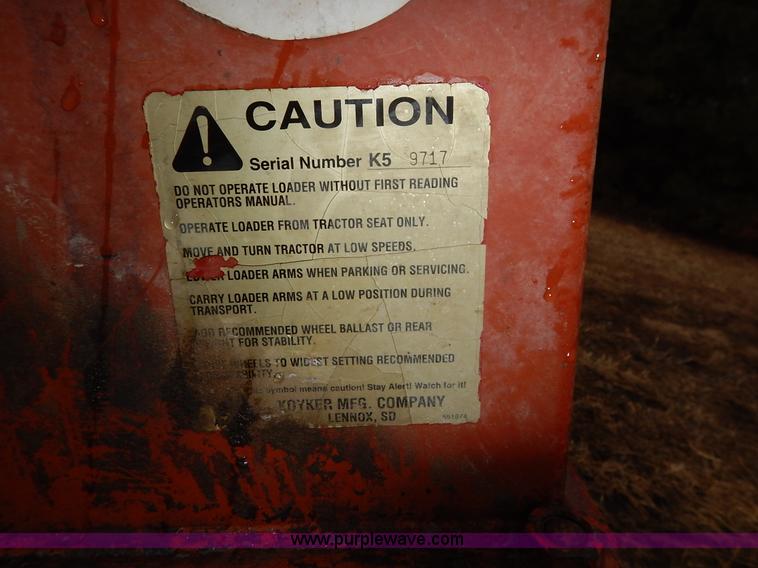 CAUTION
Serial Number K5 9717
DO NOT OPERATE LOADER WITHOUT FIRST READING
OPERATORS MANUAL.
OPERATE LOADER FROM TRACTOR SEAT ONLY.
MOVE AND TURN TRACTOR AT LOW SPEEDS.
LOADER ARMS WHEN PARKING OR SERVICING.
CARRY LOADER ARMS AT A LOW POSITION DURING
TRANSPORT.
ADD RECOMMENDED WHEEL BALLAST OR REAR
FOR STABILITY.
WHEELS TO WIDEST SETTING RECOMMENDED
symbol means caution! Stay Alert! Watch for it!
KOYKER MFG. COMPANY
LENNOX, SD
www.purplewave.com